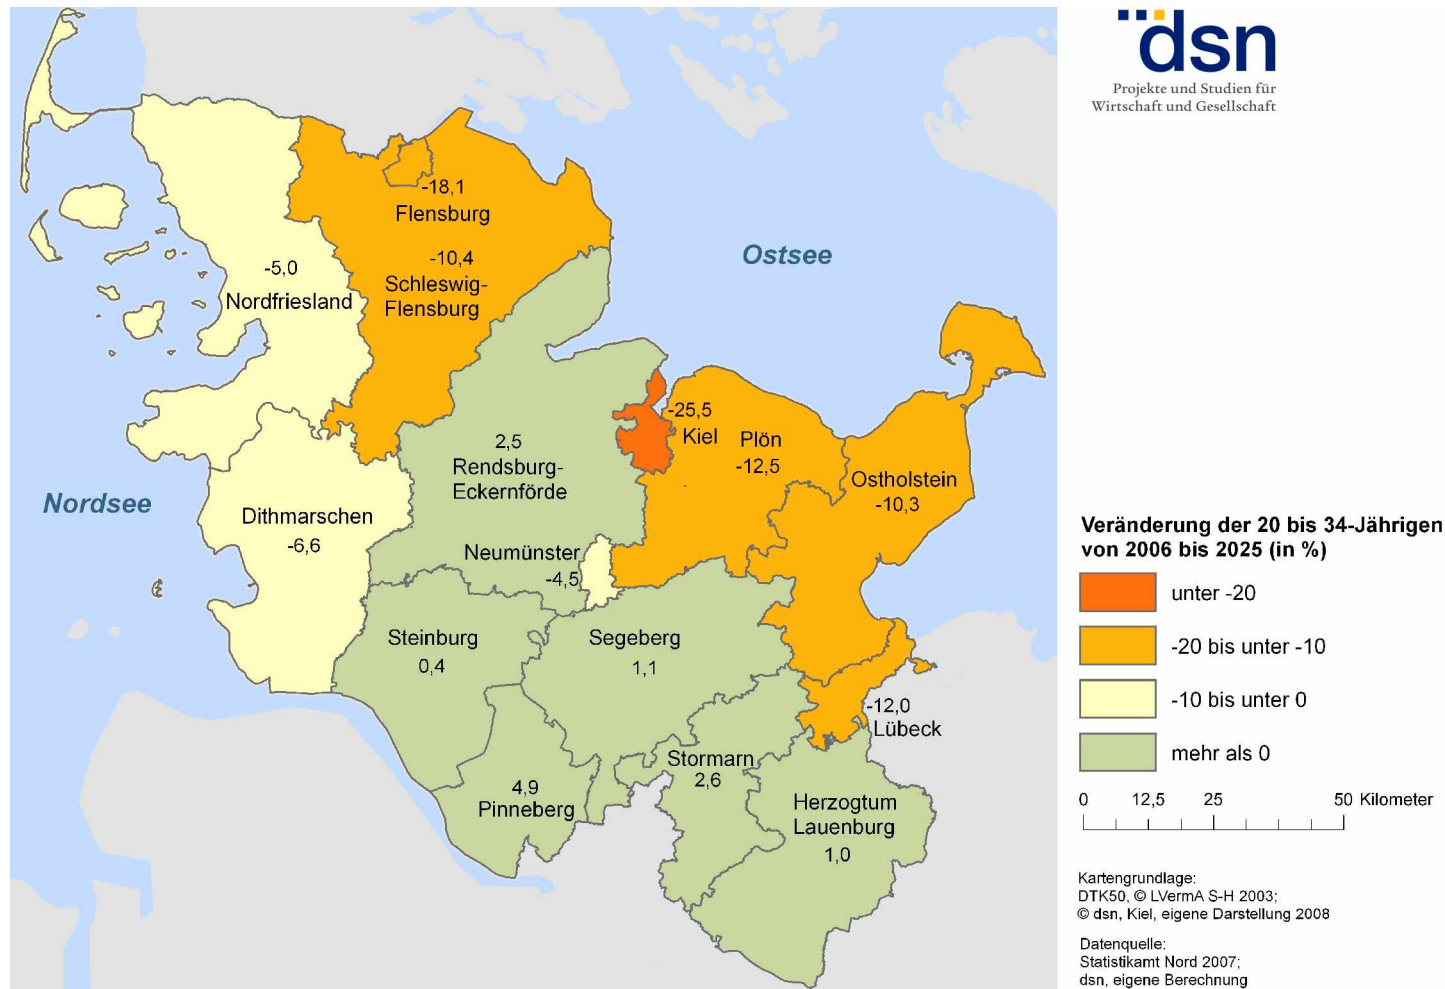 dsn
Projekte und Studien für
Wirtschaft und Gesellschaft
-18,1
Flensburg
-10,4
Schleswig-
Flensburg
Ostsee
-5,0
Nordfriesland
-25,5
Kiel
Plön
-12,5
2,5
Rendsburg-
Eckernförde
Ostholstein
-10,3
Nordsee
Dithmarschen
-6,6
Neumünster
-4,5
Steinburg
0,4
Segeberg
1,1
-12,0
Lübeck
Stormarn
2,6
4,9
Pinneberg
Herzogtum
Lauenburg
1,0
Veränderung der 20 bis 34-Jährigen
von 2006 bis 2025 (in %)
unter -20
-20 bis unter -10
-10 bis unter 0
mehr als 0
0 12,5 25 50 Kilometer
Kartengrundlage:
DTK50, © LVermA S-H 2003;
© dsn, Kiel, eigene Darstellung 2008
Datenquelle:
Statistikamt Nord 2007;
dsn, eigene Berechnung